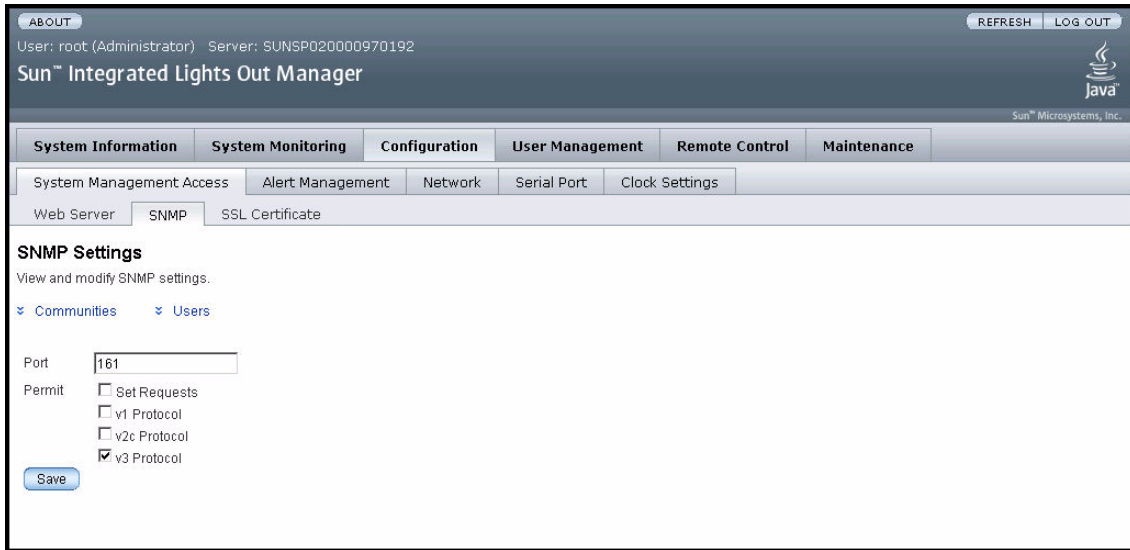 ABOUT
REFRESH LOG OUT
User: root (Administrator) Server: SUNSP020000970192
Sun™ Integrated Lights Out Manager
Java™
Sun™ Microsystems, Inc.
System Information System Monitoring Configuration User Management Remote Control Maintenance
System Management Access Alert Management Network Serial Port Clock Settings
Web Server SNMP SSL Certificate
SNMP Settings
View and modify SNMP settings.
Communities Users
Port 161
Permit Set Requests
v1 Protocol
v2c Protocol
v3 Protocol
Save